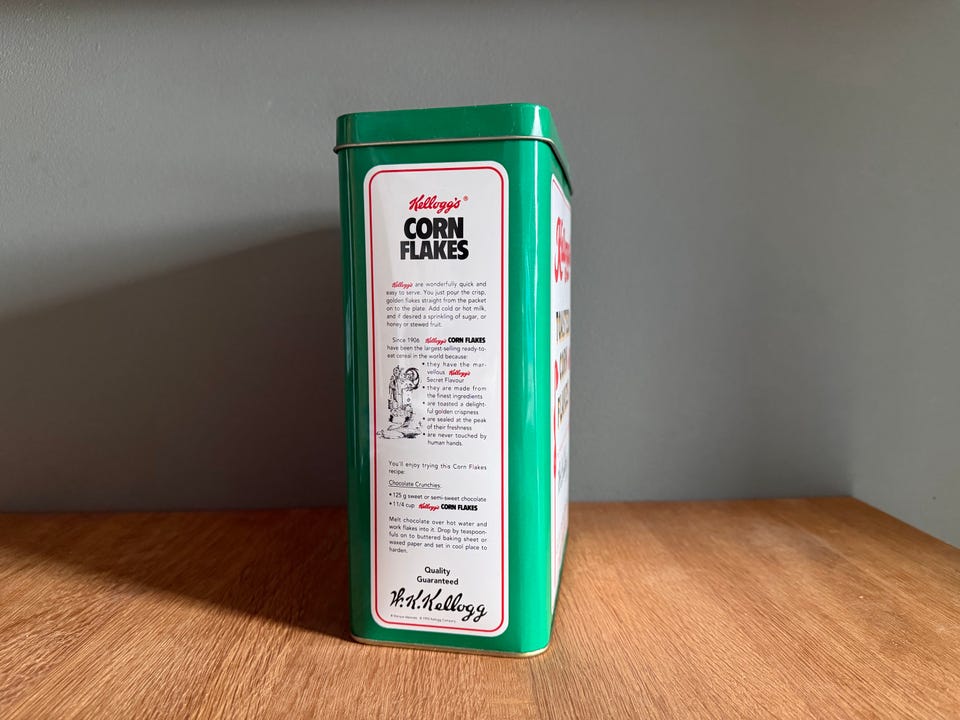 Kellogg's ®
CORN
FLAKES
Kellogg's are wonderfully quick and
easy to serve. You just pour the crisp,
golden flakes straight from the packet
on to the plate. Add cold or hot milk,
and if desired a sprinkling of sugar, or
honey or stewed fruit.
Since 1906 Kellogg's CORN FLAKES
have been the largest-selling ready-to-
eat cereal in the world because:
• they have the mar-
vellous Kellogg's
Secret Flavour
• they are made from
the finest ingredients
• are toasted a delight-
ful golden crispness
• are sealed at the peak
of their freshness
• are never touched by
human hands.
You'll enjoy trying this Corn Flakes
recipe:
Chocolate Crunchies:
• 125 g sweet or semi-sweet chocolate
• 1 1/4 cup Kellogg's CORN FLAKES
Melt chocolate over hot water and
work flakes into it. Drop by teaspoon-
fuls on to buttered baking sheet or
waxed paper and set in cool place to
harden.
Quality
Guaranteed
W.K.Kellogg
Kellogg Company